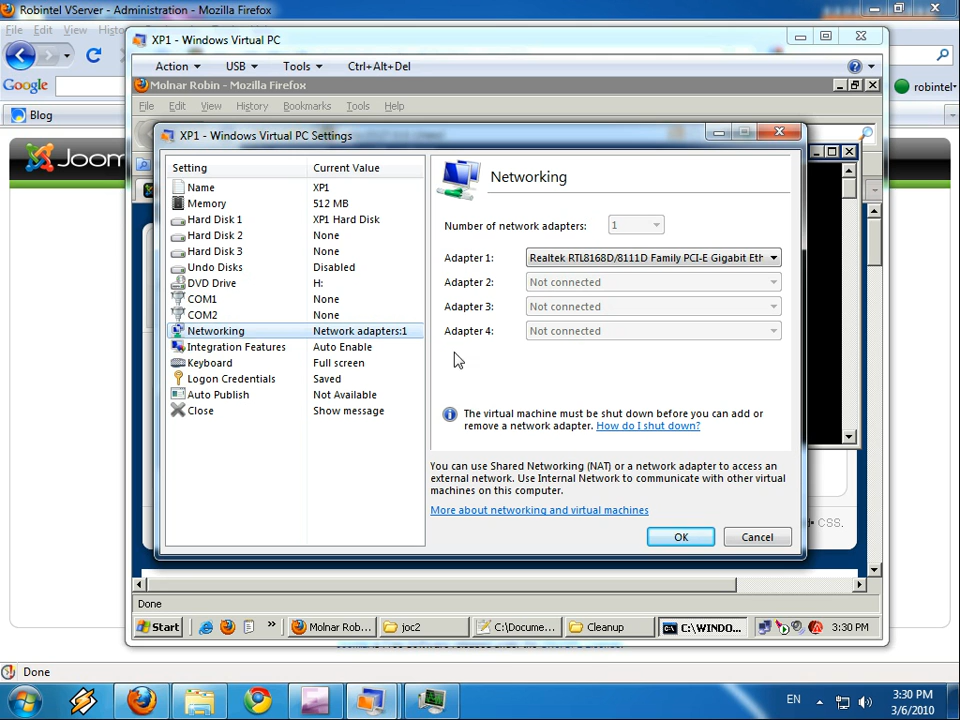 Robintel VServer - Administration - Mozilla Firefox
File Edit View
XP1 - Windows Virtual PC
Action USB Tools Ctrl+Alt+Del
Google
robintel
Molnar Robin - Mozilla Firefox
File Edit View History Bookmarks Tools Help
Blog
XP1 - Windows Virtual PC Settings
Setting Current Value
Name XP1
Memory 512 MB
Hard Disk 1 XP1 Hard Disk
Hard Disk 2 None
Hard Disk 3 None
Undo Disks Disabled
DVD Drive H:
COM1 None
COM2 None
Networking Network adapters:1
Integration Features Auto Enable
Keyboard Full screen
Logon Credentials Saved
Auto Publish Not Available
Close Show message
Networking
Number of network adapters: 1
Adapter 1: Realtek RTL8168D/8111D Family PCI-E Gigabit Eth
Adapter 2: Not connected
Adapter 3: Not connected
Adapter 4: Not connected
The virtual machine must be shut down before you can add or
remove a network adapter. How do I shut down?
You can use Shared Networking (NAT) or a network adapter to access an
external network. Use Internal Network to communicate with other virtual
machines on this computer.
More about networking and virtual machines
OK Cancel
CSS.
Done
Start Molnar Rob... joc2 C:\Docume... Cleanup C:\WINDO... 3:30 PM
Done
EN 3:30 PM
3/6/2010